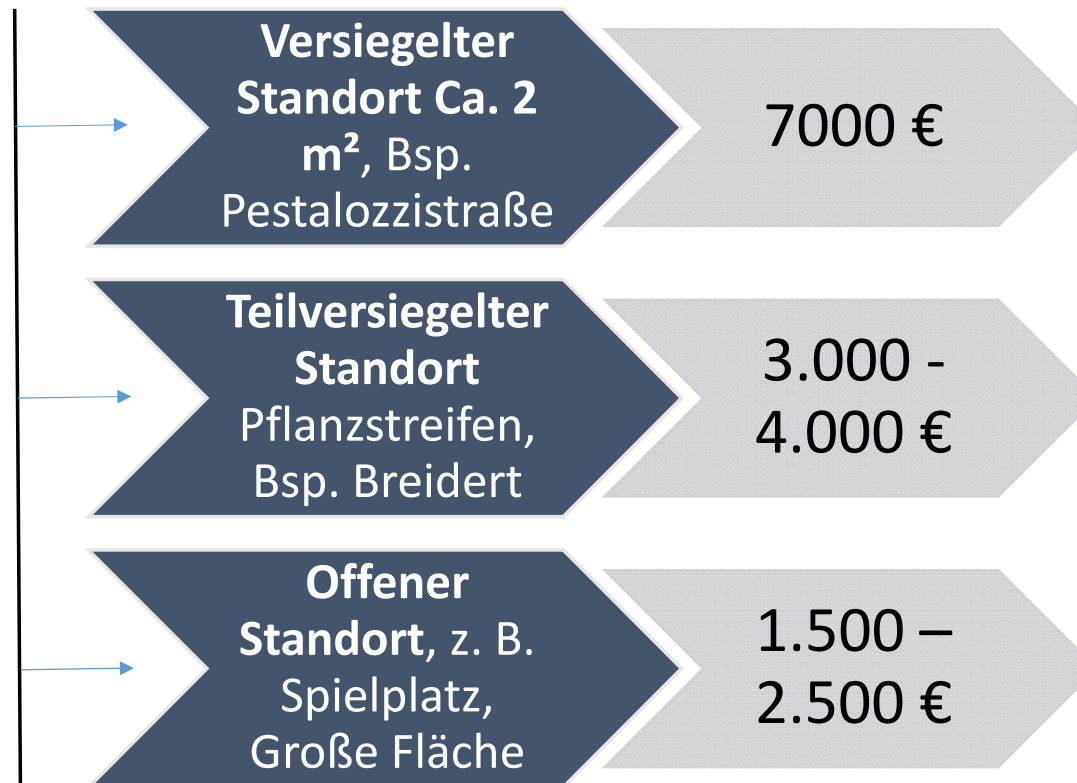 Versiegelter
Standort Ca. 2
m², Bsp.
Pestalozzistraße
7000 €
Teilversiegelter
Standort
Pflanzstreifen,
Bsp. Breidert
3.000 -
4.000 €
Offener
Standort, z. B.
Spielplatz,
Große Fläche
1.500 –
2.500 €